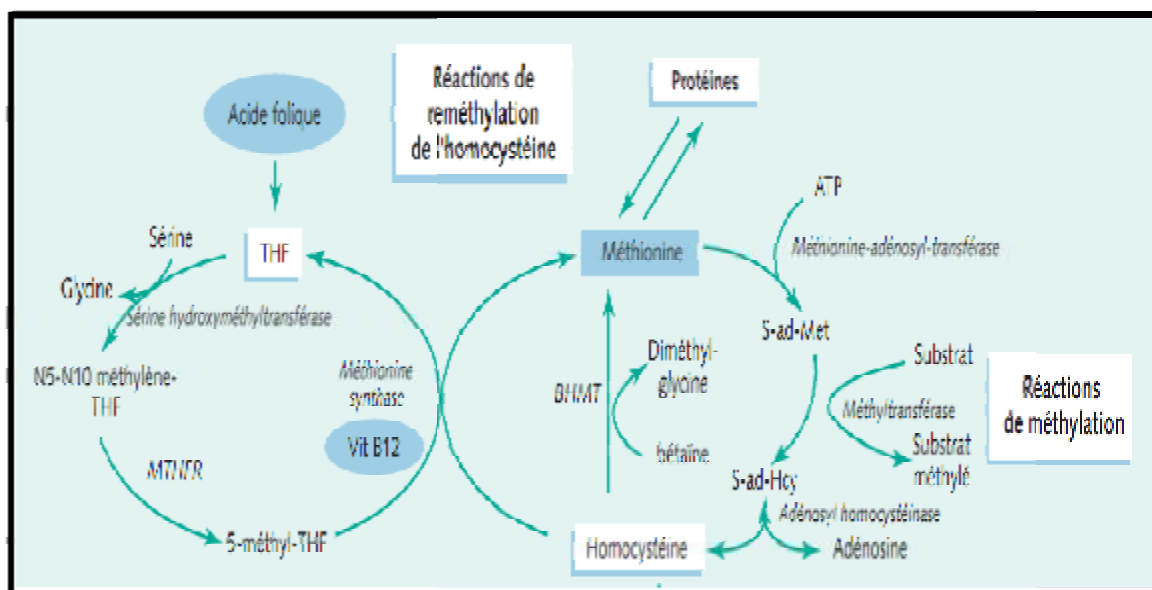 Réactions de
reméthylation
de l'homocystéine
Protéines
Acide folique
ATP
Sérine
THF
Méthionine
Méthionine-adénosyl-transférase
Glycine
Sérine hydroxyméthyltransférase
S-ad-Met
N5-N10 méthylène-
THF
Méthionine
synthase
Diméthyl-
glycine
BHMT
Substrat
Méthyltransférase
Réactions
de méthylation
Vit B12
bétaïne
Substrat
méthylé
MTHFR
S-ad-Hcy
Adénosyl homocystéinase
5-méthyl-THF
Homocystéine
Adénosine